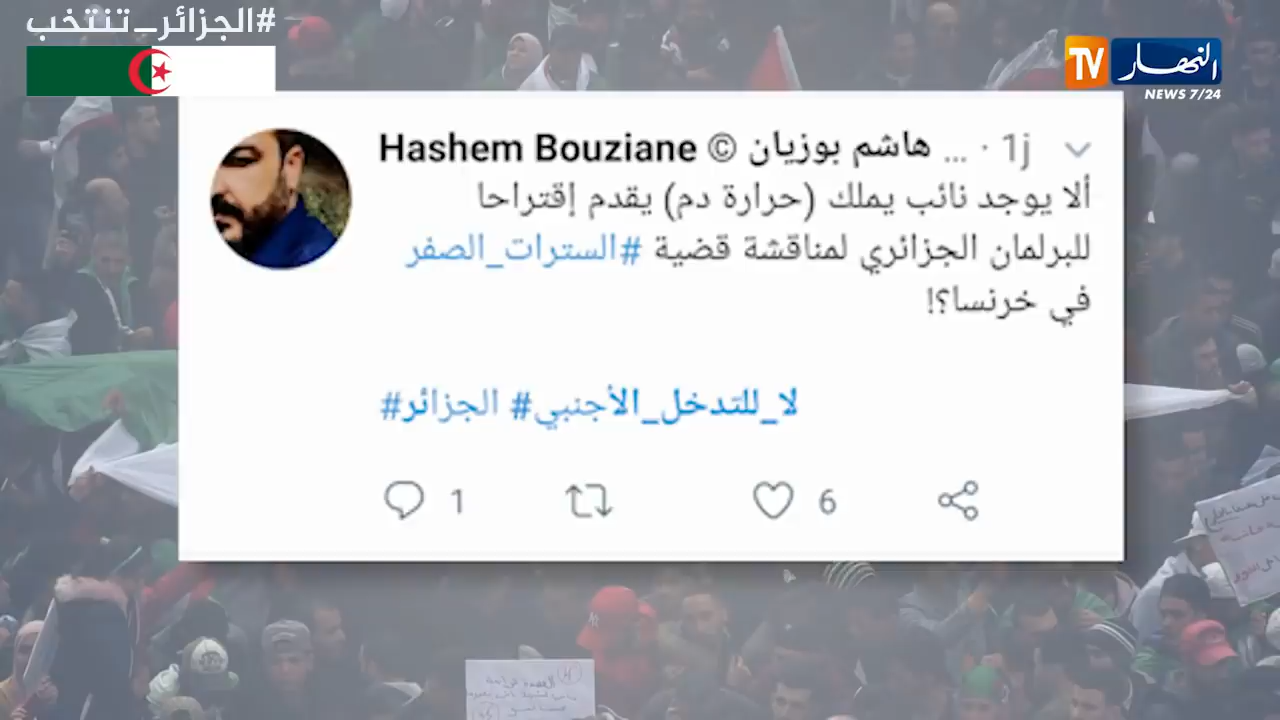 #الجزائر_تنتخب
TV النهار
NEWS 7/24
Hashem Bouziane © هاشم بوزيان ... · 1j
ألا يوجد نائب يملك (حرارة دم) يقدم إقتراحا
للبرلمان الجزائري لمناقشة قضية #السترات_الصفر
في خرنسا؟!
لا_للتدخل_الأجنبي# الجزائر#
1
6